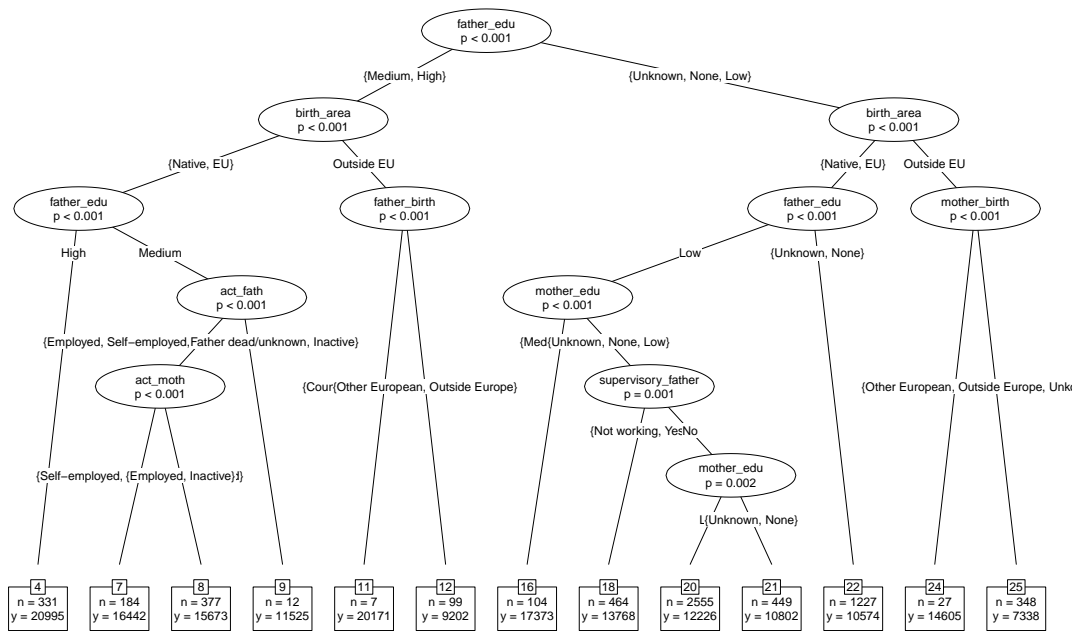 father_edu
p < 0.001
{Medium, High}
{Unknown, None, Low}
birth_area
p < 0.001
birth_area
p < 0.001
{Native, EU}
Outside EU
{Native, EU}
Outside EU
father_edu
p < 0.001
father_birth
p < 0.001
father_edu
p < 0.001
mother_birth
p < 0.001
High
Medium
Low
{Unknown, None}
act_fath
p < 0.001
mother_edu
p < 0.001
{Employed, Self−employed, Father dead/unknown, Inactive}
{Unknown, None, Low}
act_moth
p < 0.001
supervisory_father
p = 0.001
{Other European, Outside Europe}
{Other European, Outside Europe,
{Not working, Yes
No
mother_edu
p = 0.002
{Self−employed, {Employed, Inactive}
{Unknown, None}
4
n = 331
y = 20995
7
n = 184
y = 16442
8
n = 377
y = 15673
9
n = 12
y = 11525
11
n = 7
y = 20171
12
n = 99
y = 9202
16
n = 104
y = 17373
18
n = 464
y = 13768
20
n = 2555
y = 12226
21
n = 449
y = 10802
22
n = 1227
y = 10574
24
n = 27
y = 14605
25
n = 348
y = 7338